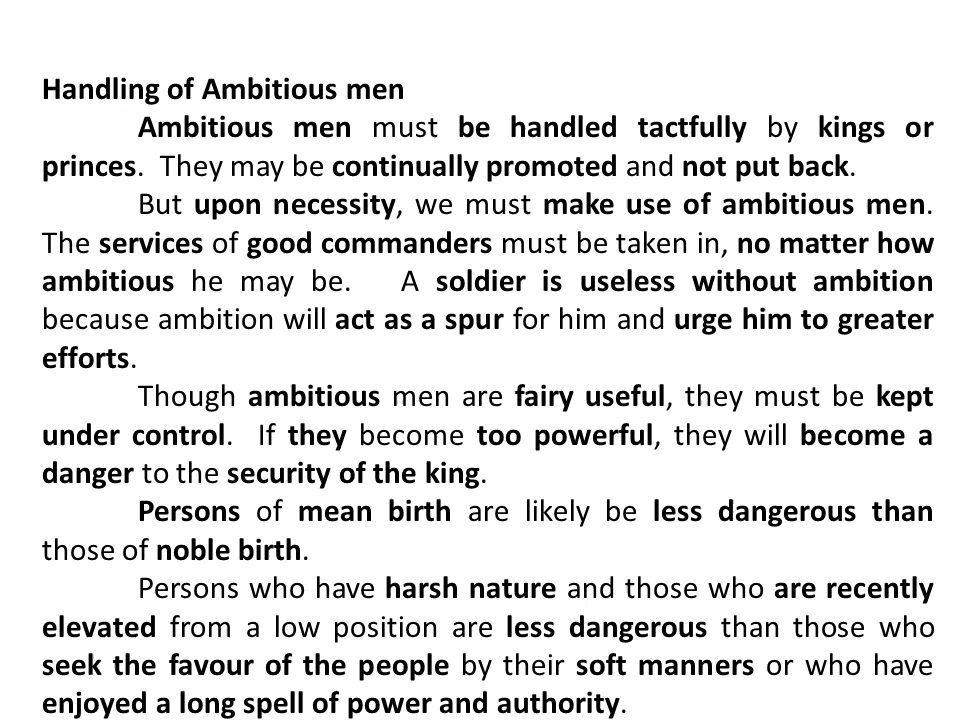 Handling of Ambitious men
Ambitious men must be handled tactfully by kings or
princes. They may be continually promoted and not put back.
But upon necessity, we must make use of ambitious men.
The services of good commanders must be taken in, no matter how
ambitious he may be. A soldier is useless without ambition
because ambition will act as a spur for him and urge him to greater
efforts.
Though ambitious men are fairy useful, they must be kept
under control. If they become too powerful, they will become a
danger to the security of the king.
Persons of mean birth are likely be less dangerous than
those of noble birth.
Persons who have harsh nature and those who are recently
elevated from a low position are less dangerous than those who
seek the favour of the people by their soft manners or who have
enjoyed a long spell of power and authority.